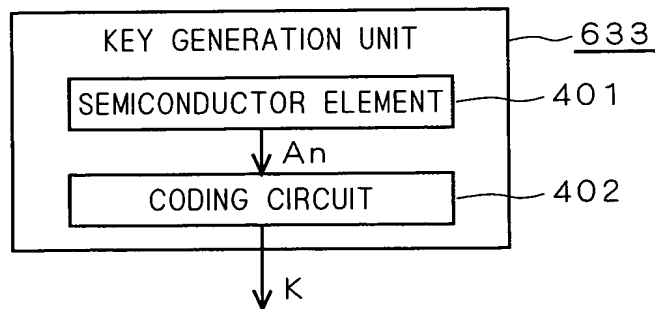 KEY GENERATION UNIT
633
SEMICONDUCTOR ELEMENT
401
An
CODING CIRCUIT
402
K